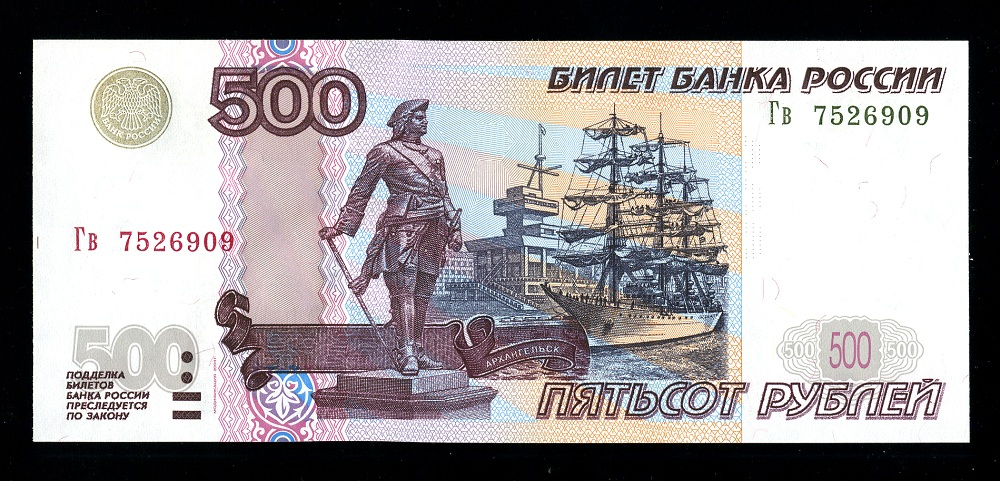 БАНК РОССИИ
500
БИЛЕТ БАНКА РОССИИ
Гв 7526909
Гв 7526909
АРХАНГЕЛЬСК
500
ПОДДЕЛКА
БИЛЕТОВ
БАНКА РОССИИ
ПРЕСЛЕДУЕТСЯ
ПО ЗАКОНУ
500 500 500
ПЯТЬСОТ РУБЛЕЙ